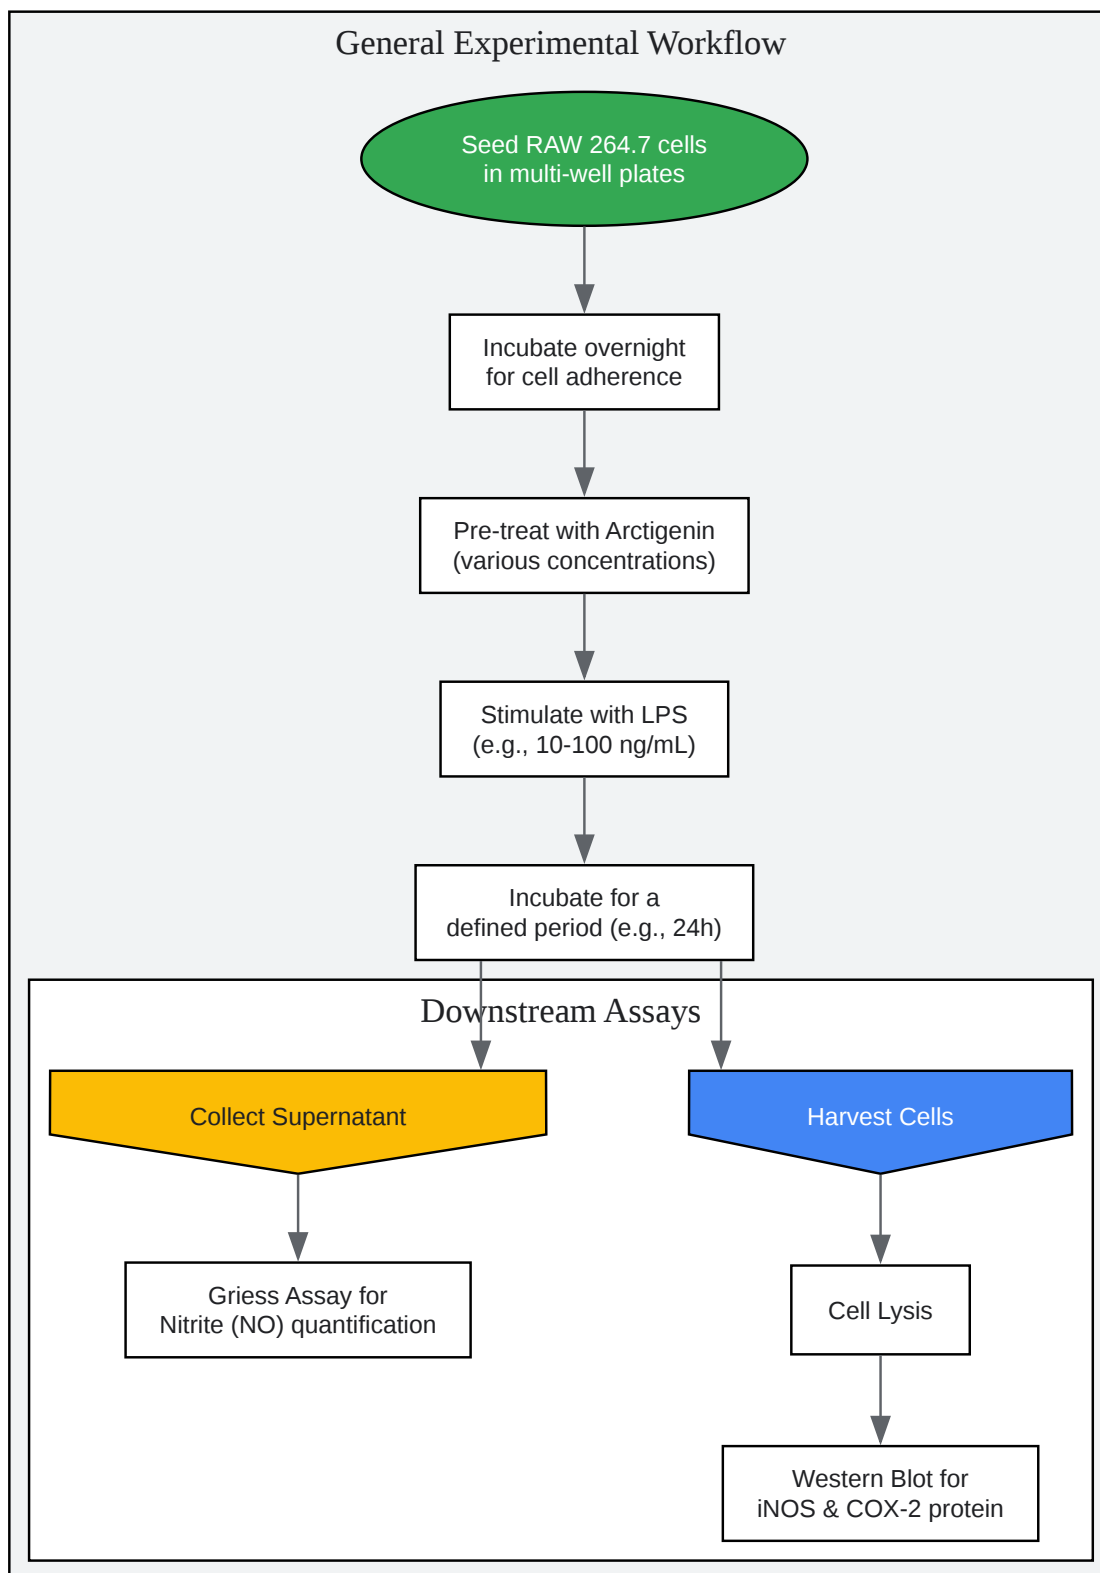 General Experimental Workflow
Seed RAW 264.7 cells
in multi-well plates
Incubate overnight
for cell adherence
Pre-treat with Arctigenin
(various concentrations)
Stimulate with LPS
(e.g., 10-100 ng/mL)
Incubate for a
defined period (e.g., 24h)
Downstream Assays
Collect Supernatant
Harvest Cells
Griess Assay for
Nitrite (NO) quantification
Cell Lysis
Western Blot for
iNOS & COX-2 protein